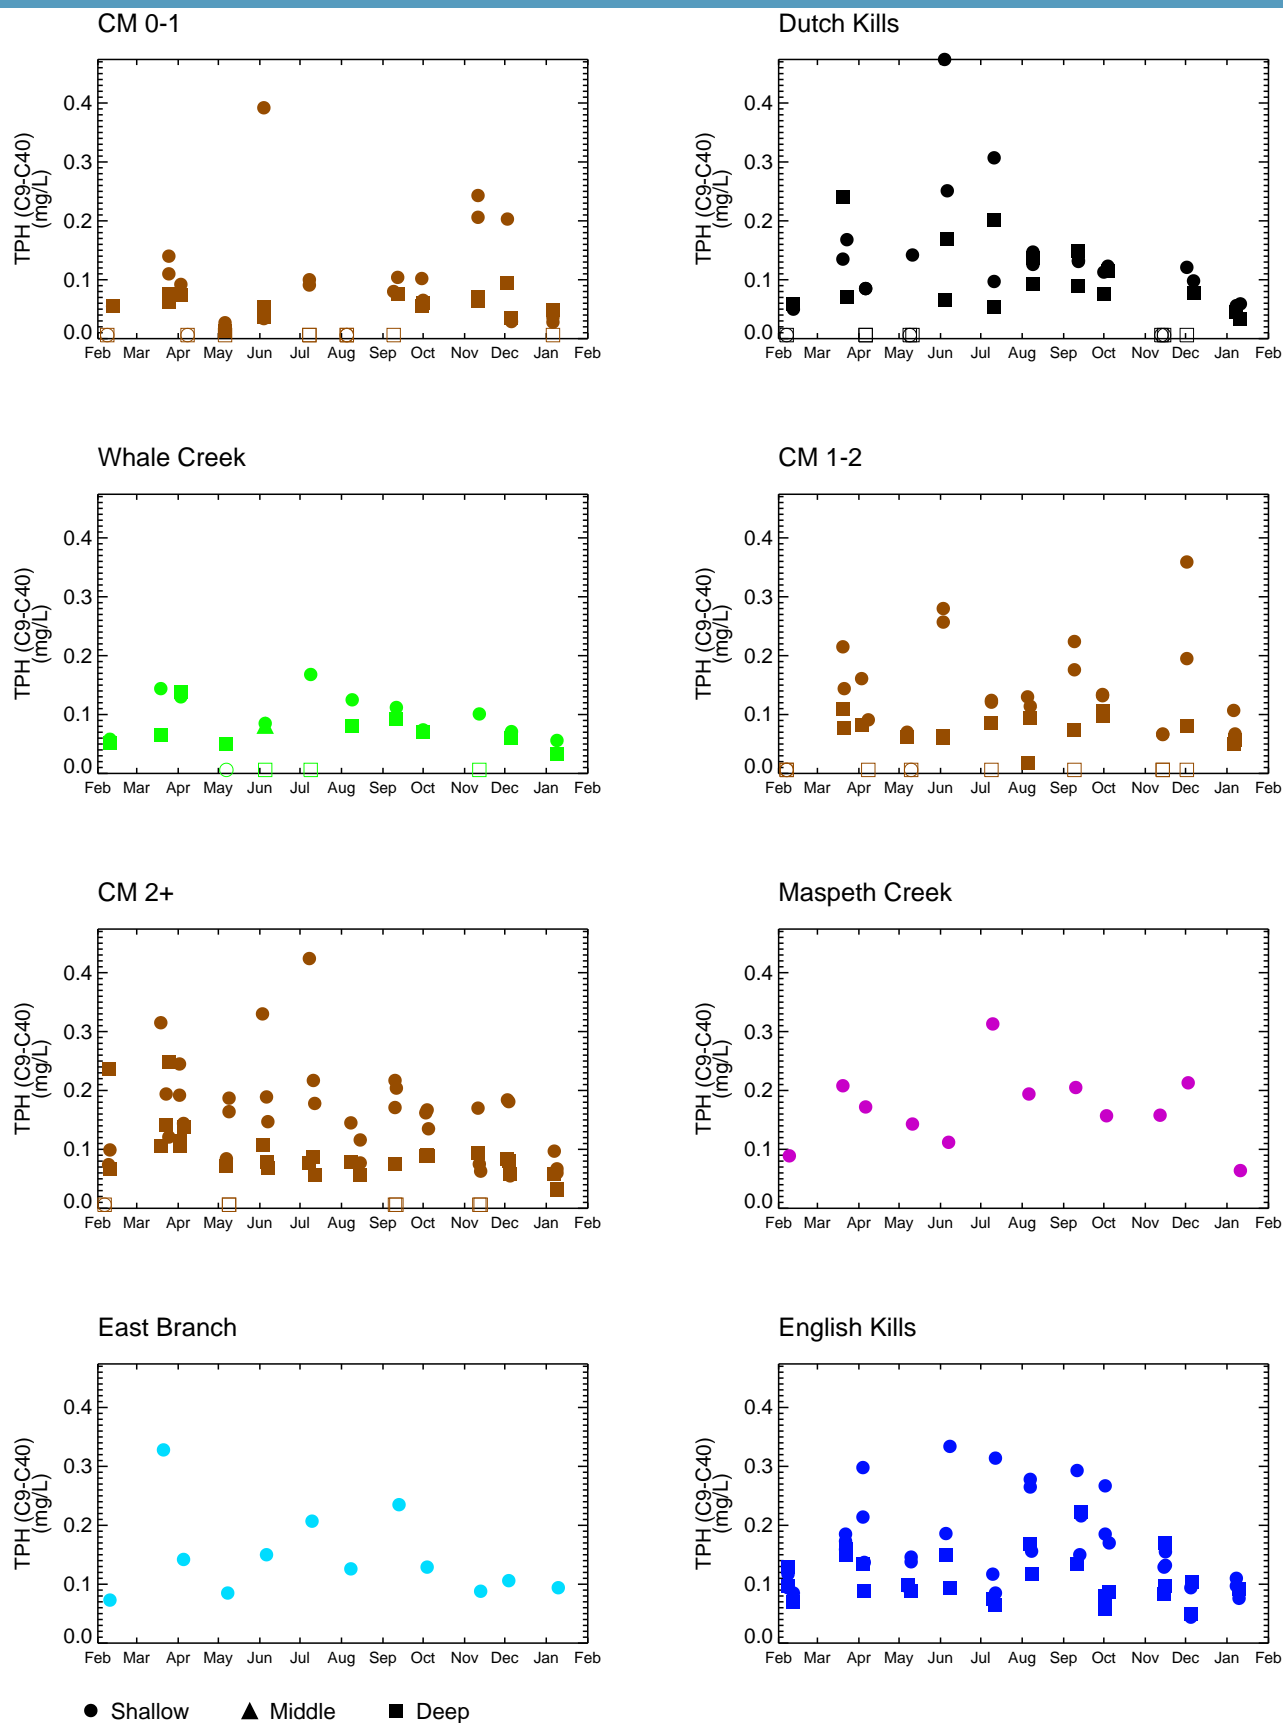 CM 0-1
TPH (C9-C40)
(mg/L)
0.4
0.3
0.2
0.1
0.0
Feb Mar Apr May Jun Jul Aug Sep Oct Nov Dec Jan Feb
Dutch Kills
TPH (C9-C40)
(mg/L)
0.4
0.3
0.2
0.1
0.0
Feb Mar Apr May Jun Jul Aug Sep Oct Nov Dec Jan Feb
Whale Creek
TPH (C9-C40)
(mg/L)
0.4
0.3
0.2
0.1
0.0
Feb Mar Apr May Jun Jul Aug Sep Oct Nov Dec Jan Feb
CM 1-2
TPH (C9-C40)
(mg/L)
0.4
0.3
0.2
0.1
0.0
Feb Mar Apr May Jun Jul Aug Sep Oct Nov Dec Jan Feb
CM 2+
TPH (C9-C40)
(mg/L)
0.4
0.3
0.2
0.1
0.0
Feb Mar Apr May Jun Jul Aug Sep Oct Nov Dec Jan Feb
Maspeth Creek
TPH (C9-C40)
(mg/L)
0.4
0.3
0.2
0.1
0.0
Feb Mar Apr May Jun Jul Aug Sep Oct Nov Dec Jan Feb
East Branch
TPH (C9-C40)
(mg/L)
0.4
0.3
0.2
0.1
0.0
Feb Mar Apr May Jun Jul Aug Sep Oct Nov Dec Jan Feb
English Kills
TPH (C9-C40)
(mg/L)
0.4
0.3
0.2
0.1
0.0
Feb Mar Apr May Jun Jul Aug Sep Oct Nov Dec Jan Feb
Shallow Middle Deep